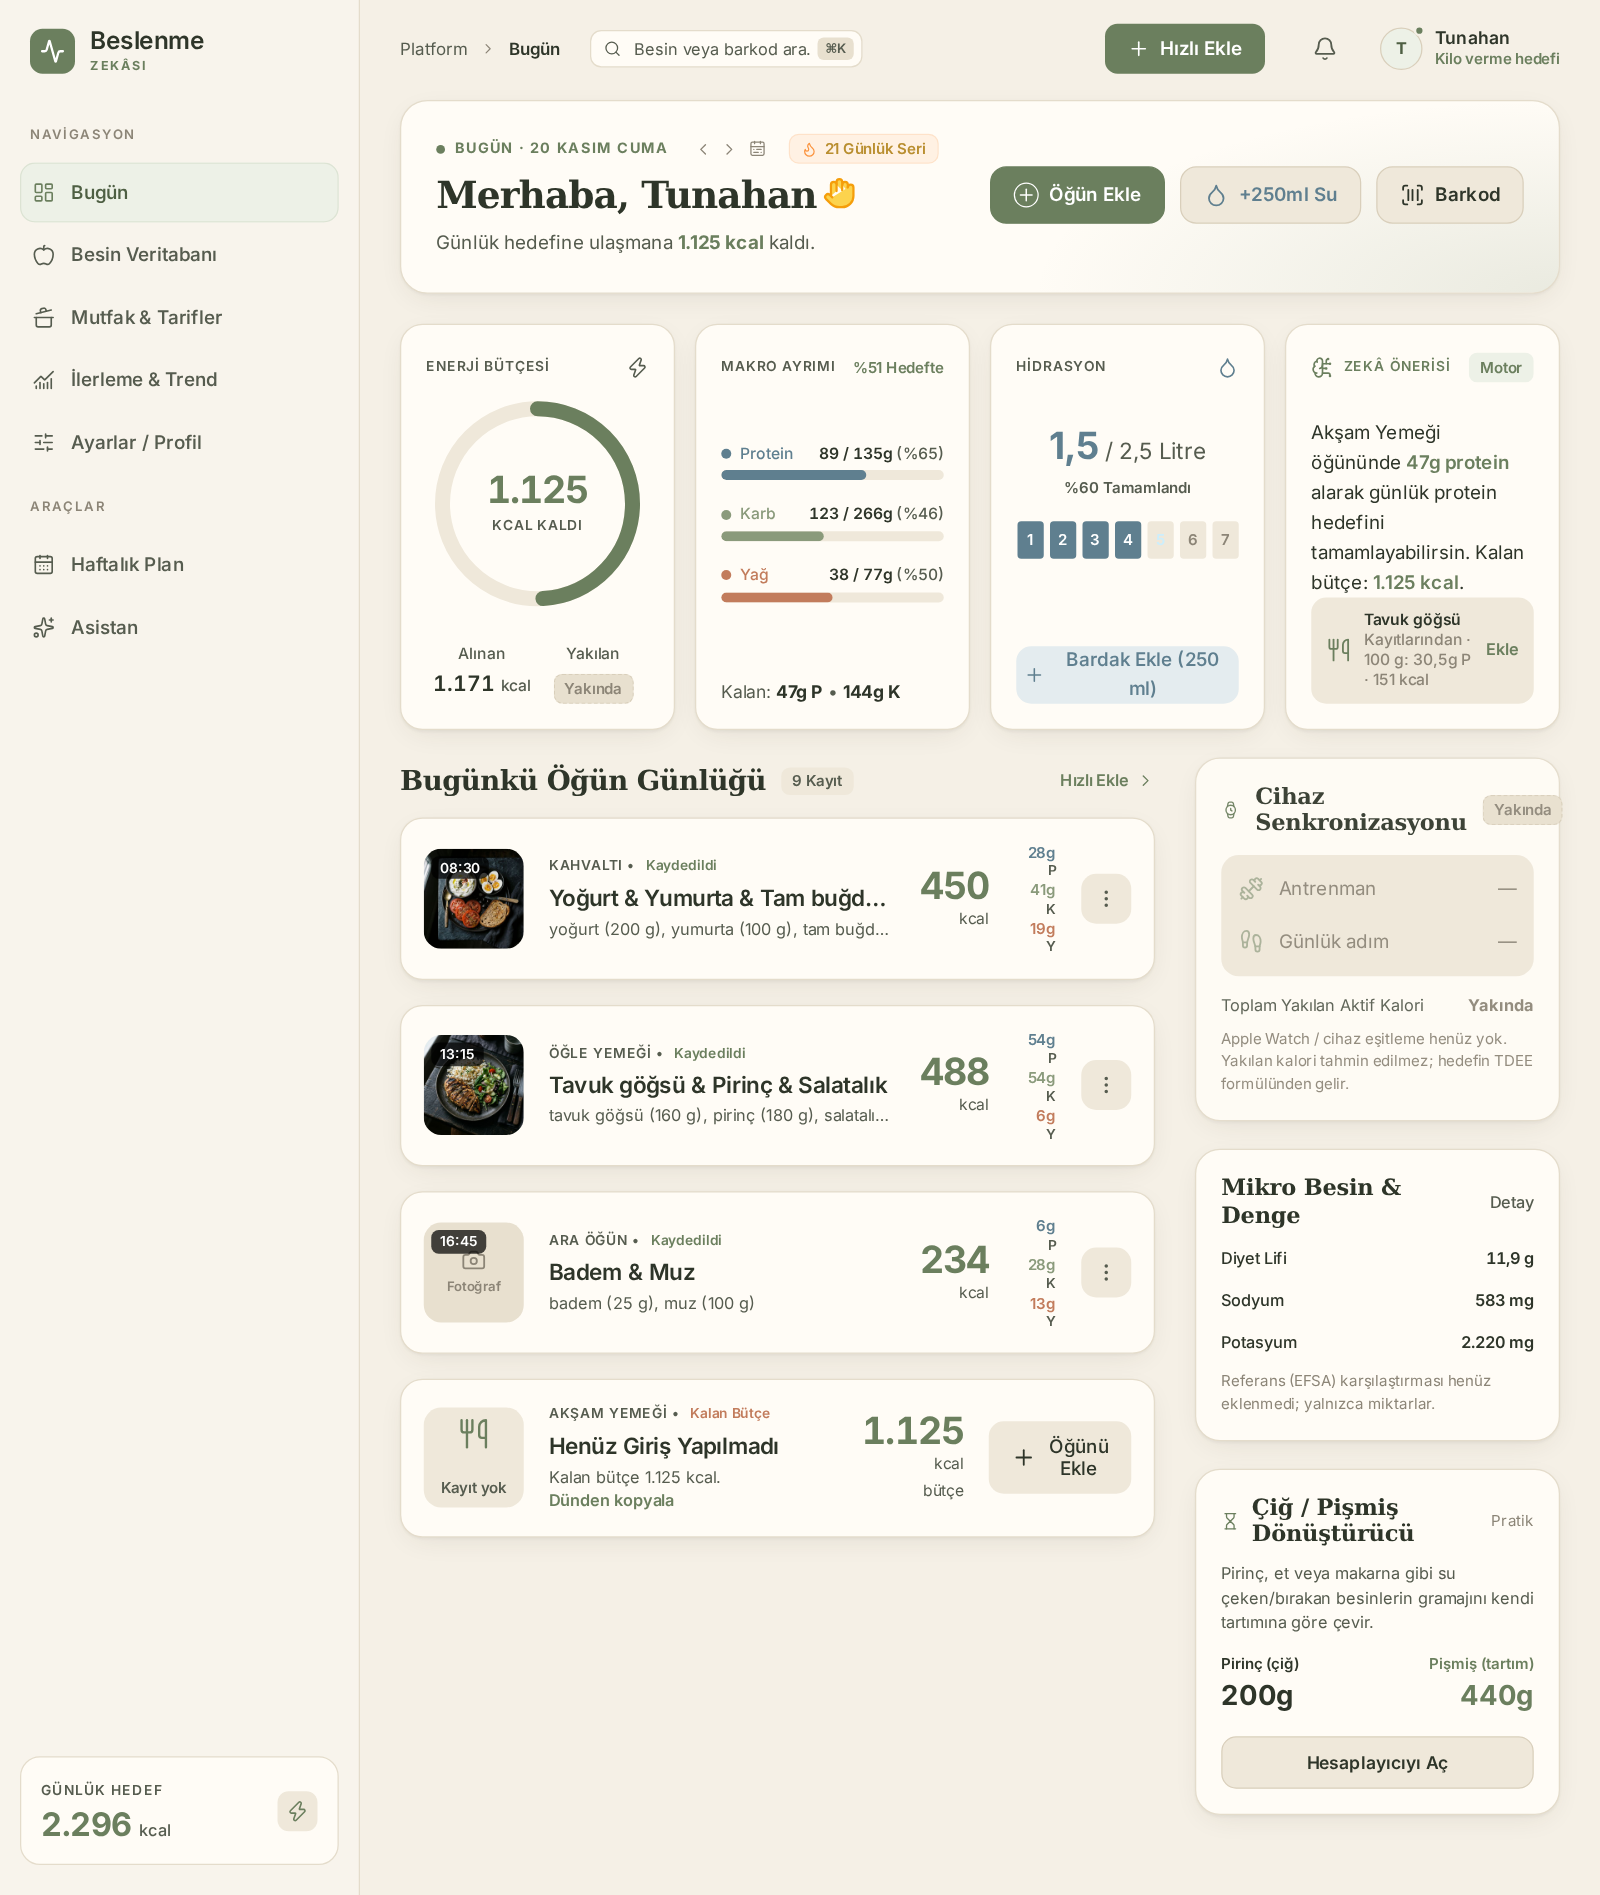 Beslenme
ZEKÂSI
NAVİGASYON
Bugün
Besin Veritabanı
Mutfak & Tarifler
İlerleme & Trend
Ayarlar / Profil
ARAÇLAR
Haftalık Plan
Asistan
GÜNLÜK HEDEF
2.296 kcal
Platform > Bugün
Besin veya barkod ara. ⌘K
Hızlı Ekle
T
Tunahan
Kilo verme hedefi
BUGÜN · 20 KASIM CUMA
21 Günlük Seri
Merhaba, Tunahan
Günlük hedefine ulaşmana 1.125 kcal kaldı.
Öğün Ekle
+250ml Su
Barkod
ENERJİ BÜTÇESİ
1.125
KCAL KALDI
Alınan
1.171 kcal
Yakılan
Yakında
MAKRO AYRIMI %51 Hedefte
Protein 89 / 135g (%65)
Karb 123 / 266g (%46)
Yağ 38 / 77g (%50)
Kalan: 47g P • 144g K
HİDRASYON
1,5 / 2,5 Litre
%60 Tamamlandı
1 2 3 4 6 7
+ Bardak Ekle (250
ml)
ZEKÂ ÖNERİSİ Motor
Akşam Yemeği
öğününde 47g protein
alarak günlük protein
hedefini
tamamlayabilirsin. Kalan
bütçe: 1.125 kcal.
Tavuk göğsü
Kayıtlarından ·
100 g: 30,5g P
· 151 kcal
Ekle
Bugünkü Öğün Günlüğü 9 Kayıt
Hızlı Ekle >
08:30
KAHVALTI • Kaydedildi
Yoğurt & Yumurta & Tam buğd...
yoğurt (200 g), yumurta (100 g), tam buğd...
450
kcal
28g
P
41g
K
19g
Y
13:15
ÖĞLE YEMEĞİ • Kaydedildi
Tavuk göğsü & Pirinç & Salatalık
tavuk göğsü (160 g), pirinç (180 g), salatalı...
488
kcal
54g
P
54g
K
6g
Y
16:45
Fotoğraf
ARA ÖĞÜN • Kaydedildi
Badem & Muz
badem (25 g), muz (100 g)
234
kcal
6g
P
28g
K
13g
Y
Kayıt yok
AKŞAM YEMEĞİ • Kalan Bütçe
Henüz Giriş Yapılmadı
Kalan bütçe 1.125 kcal.
Dünden kopyala
1.125
kcal
bütçe
+ Öğünü
Ekle
Cihaz
Senkronizasyonu
Yakında
Antrenman —
Günlük adım —
Toplam Yakılan Aktif Kalori Yakında
Apple Watch / cihaz eşitleme henüz yok.
Yakılan kalori tahmin edilmez; hedefin TDEE
formülünden gelir.
Mikro Besin &
Denge
Detay
Diyet Lifi 11,9 g
Sodyum 583 mg
Potasyum 2.220 mg
Referans (EFSA) karşılaştırması henüz
eklenmedi; yalnızca miktarlar.
Çiğ / Pişmiş
Dönüştürücü
Pratik
Pirinç, et veya makarna gibi su
çeken/bırakan besinlerin gramajını kendi
tartımına göre çevir.
Pirinç (çiğ) Pişmiş (tartım)
200g 440g
Hesaplayıcıyı Aç